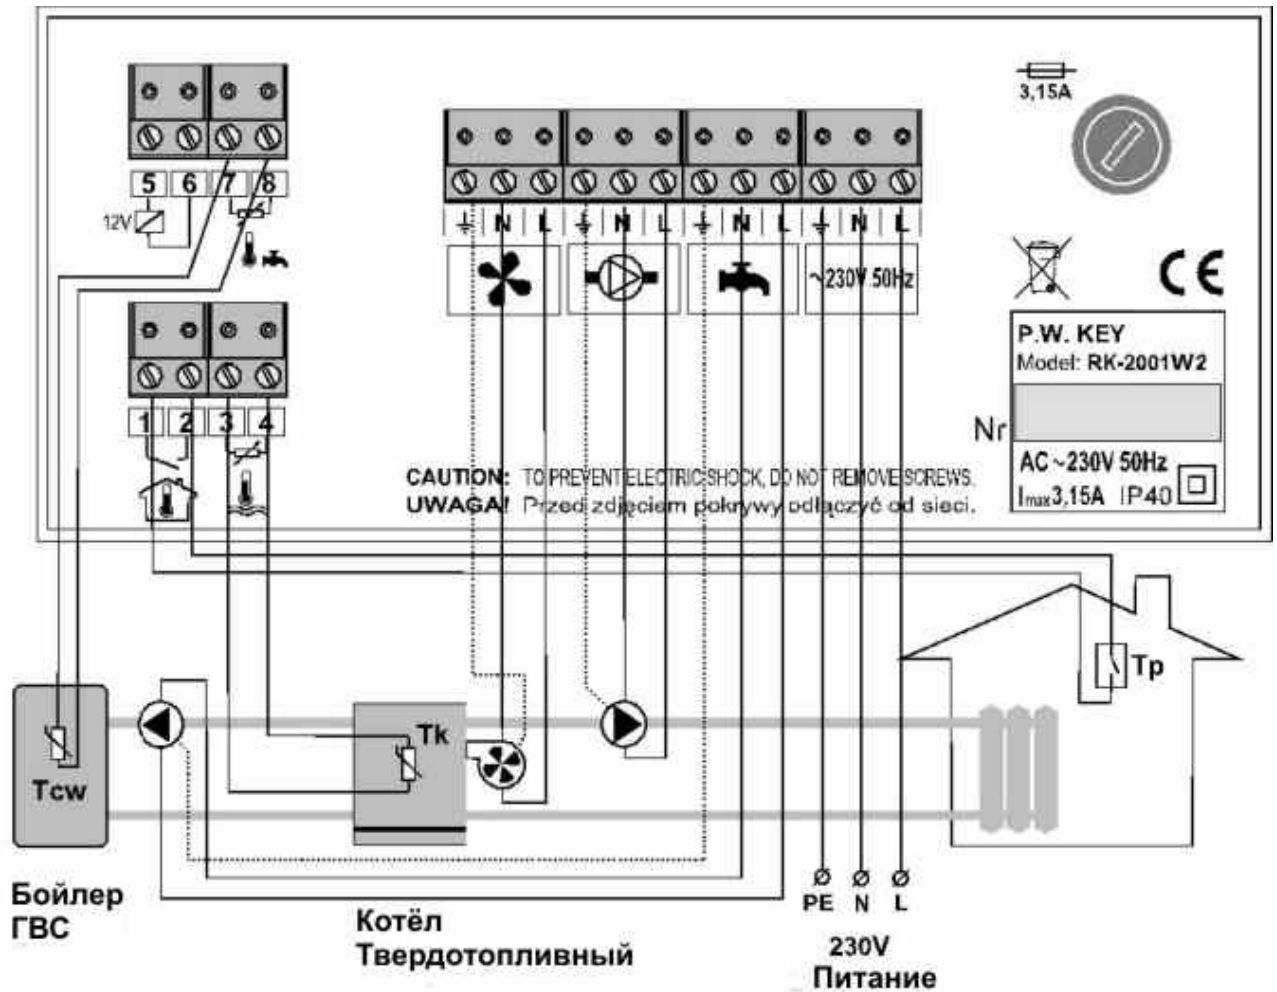 3,15A
5 6 7 8
12V
N L N L N L N L
~230V 50Hz
1 2 3 4
P.W. KEY
Model: RK-2001W2
Nr
AC ~230V 50Hz
Imax3,15A IP40
CE
CAUTION: TO PREVENT ELECTRIC SHOCK, DO NOT REMOVE SCREWS.
UWAGA! Przed zdjęciem pokrywy odłączyć od sieci.
Tp
Tk
Tcw
Бойлер
ГВС
Котёл
Твердотопливный
PE N L
230V
Питание